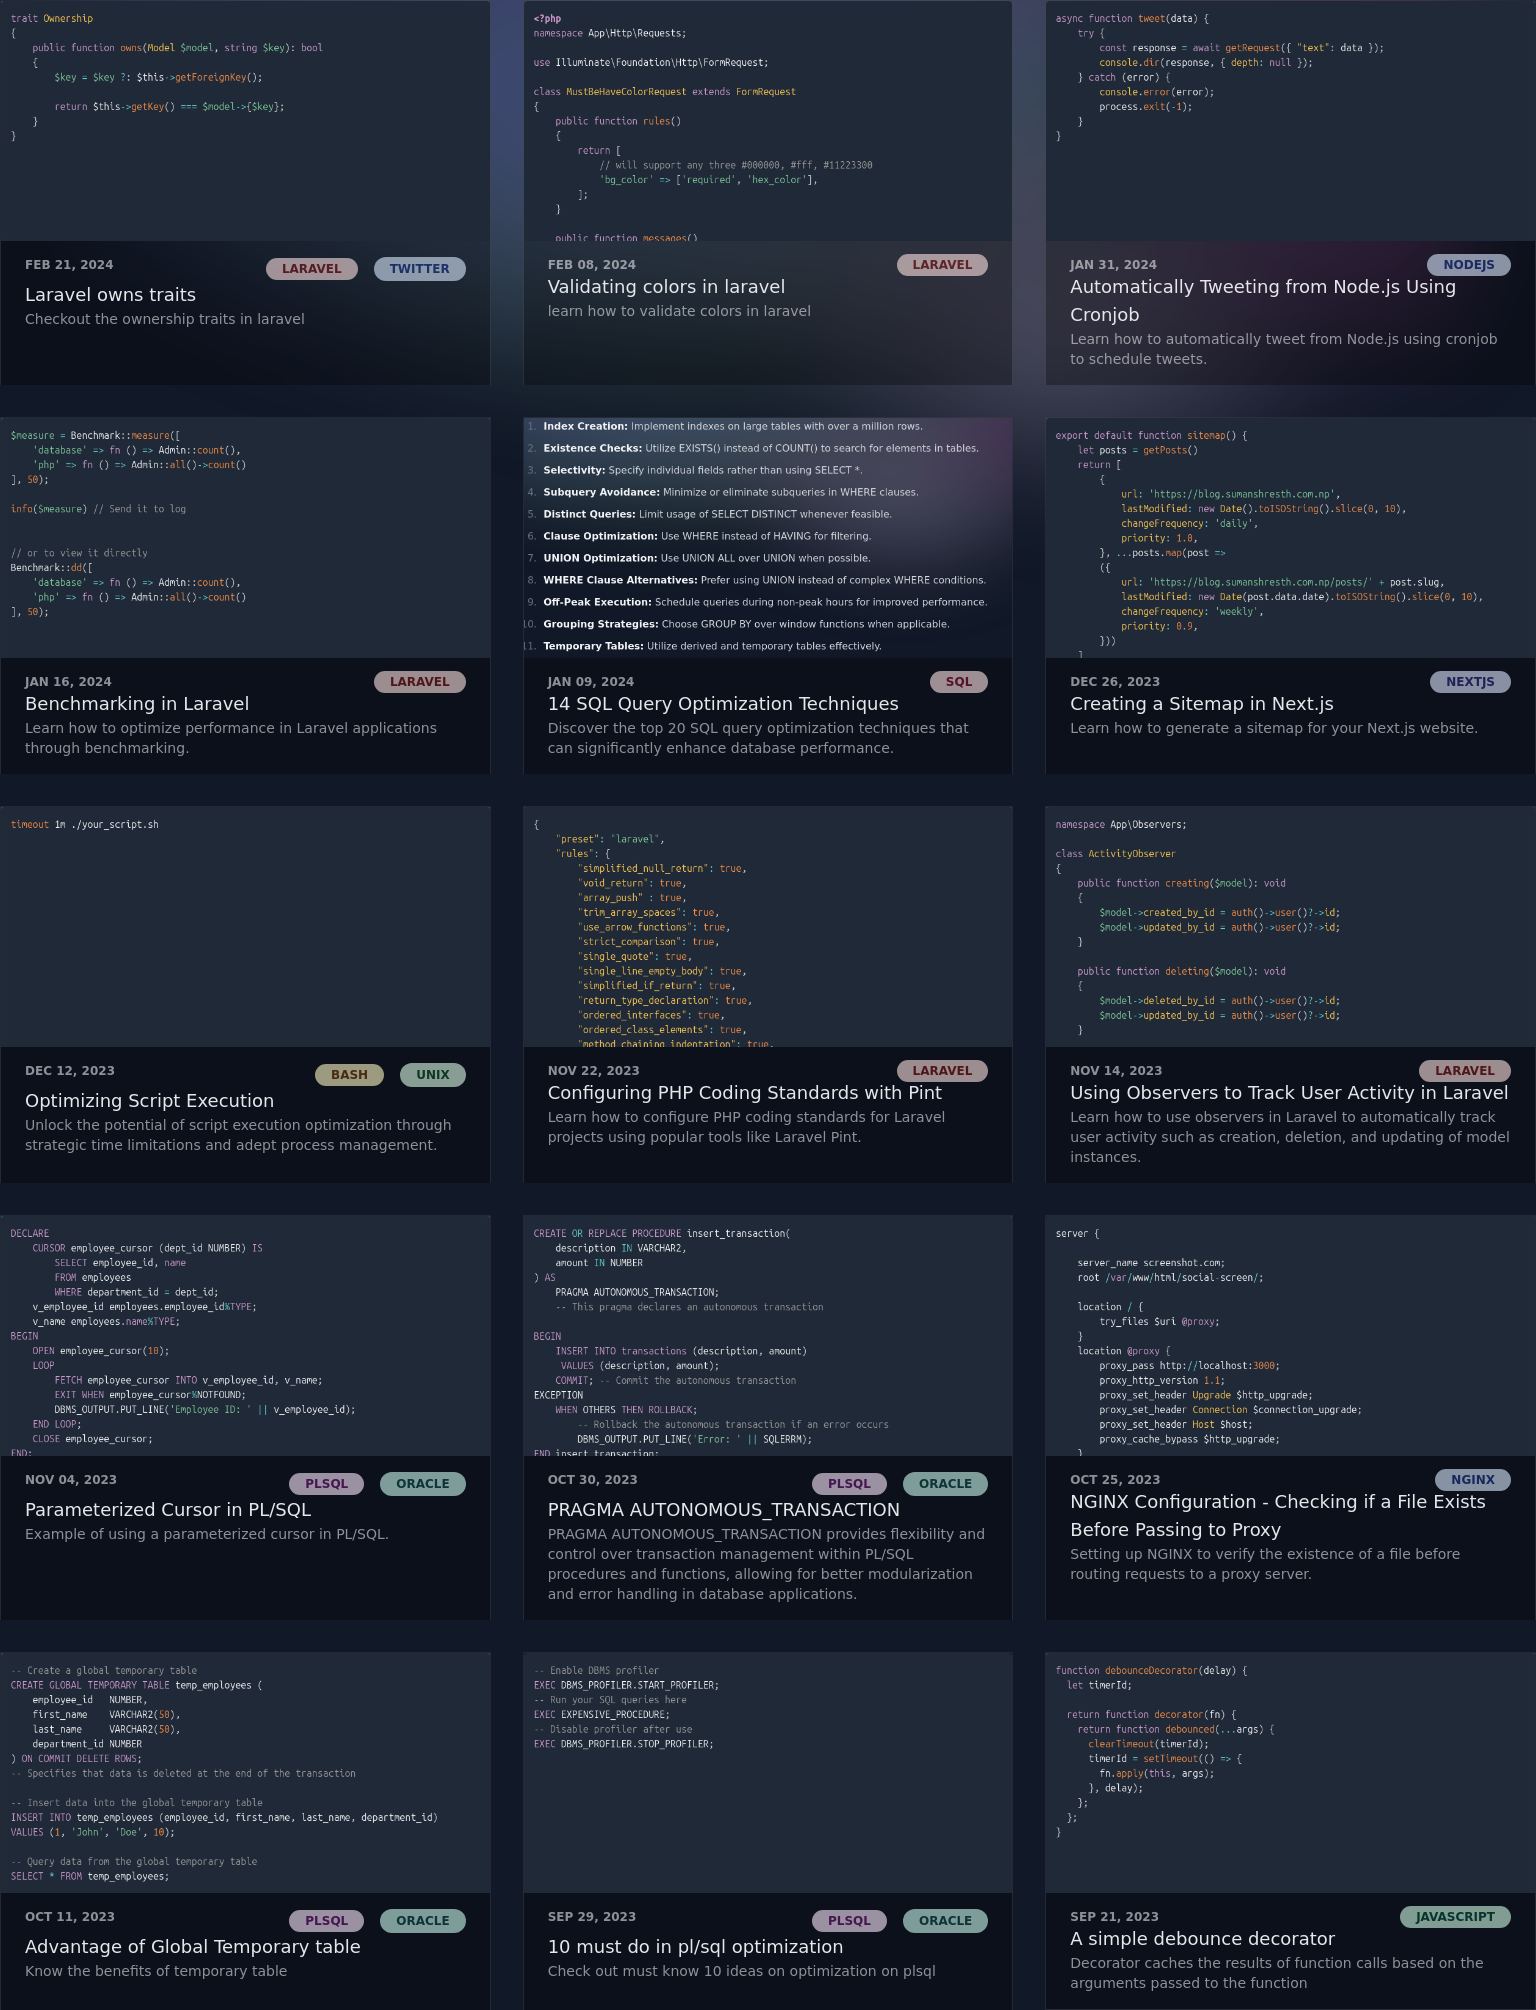 trait Ownership
{
    public function owns(Model $model, string $key): bool
    {
        $key = $key ?: $this->getForeignKey();

        return $this->getKey() === $model->{$key};
    }
}
FEB 21, 2024
LARAVEL
TWITTER
Laravel owns traits
Checkout the ownership traits in laravel
<?php
namespace App\Http\Requests;

use Illuminate\Foundation\Http\FormRequest;

class MustBeHaveColorRequest extends FormRequest
{
    public function rules()
    {
        return [
            // will support any three #000000, #fff, #11223300
            'bg_color' => ['required', 'hex_color'],
        ];
    }

    public function messages()
FEB 08, 2024
LARAVEL
Validating colors in laravel
learn how to validate colors in laravel
async function tweet(data) {
    try {
        const response = await getRequest({ "text": data });
        console.dir(response, { depth: null });
    } catch (error) {
        console.error(error);
        process.exit(-1);
    }
}
JAN 31, 2024
NODEJS
Automatically Tweeting from Node.js Using
Cronjob
Learn how to automatically tweet from Node.js using cronjob
to schedule tweets.
$measure = Benchmark::measure([
    'database' => fn () => Admin::count(),
    'php' => fn () => Admin::all()->count()
], 50);

info($measure) // Send it to log

// or to view it directly
Benchmark::dd([
    'database' => fn () => Admin::count(),
    'php' => fn () => Admin::all()->count()
], 50);
JAN 16, 2024
LARAVEL
Benchmarking in Laravel
Learn how to optimize performance in Laravel applications
through benchmarking.
1. Index Creation: Implement indexes on large tables with over a million rows.
2. Existence Checks: Utilize EXISTS() instead of COUNT() to search for elements in tables.
3. Selectivity: Specify individual fields rather than using SELECT *.
4. Subquery Avoidance: Minimize or eliminate subqueries in WHERE clauses.
5. Distinct Queries: Limit usage of SELECT DISTINCT whenever feasible.
6. Clause Optimization: Use WHERE instead of HAVING for filtering.
7. UNION Optimization: Use UNION ALL over UNION when possible.
8. WHERE Clause Alternatives: Prefer using UNION instead of complex WHERE conditions.
9. Off-Peak Execution: Schedule queries during non-peak hours for improved performance.
10. Grouping Strategies: Choose GROUP BY over window functions when applicable.
11. Temporary Tables: Utilize derived and temporary tables effectively.
JAN 09, 2024
SQL
14 SQL Query Optimization Techniques
Discover the top 20 SQL query optimization techniques that
can significantly enhance database performance.
export default function sitemap() {
    let posts = getPosts()
    return [
        {
            url: 'https://blog.sumanshresth.com.np',
            lastModified: new Date().toISOString().slice(0, 10),
            changeFrequency: 'daily',
            priority: 1.0,
        }, ...posts.map(post =>
        ({
            url: 'https://blog.sumanshresth.com.np/posts/' + post.slug,
            lastModified: new Date(post.data.date).toISOString().slice(0, 10),
            changeFrequency: 'weekly',
            priority: 0.9,
        }))
    ]
DEC 26, 2023
NEXTJS
Creating a Sitemap in Next.js
Learn how to generate a sitemap for your Next.js website.
timeout 1m ./your_script.sh
DEC 12, 2023
BASH
UNIX
Optimizing Script Execution
Unlock the potential of script execution optimization through
strategic time limitations and adept process management.
{
    "preset": "laravel",
    "rules": {
        "simplified_null_return": true,
        "void_return": true,
        "array_push" : true,
        "trim_array_spaces": true,
        "use_arrow_functions": true,
        "strict_comparison": true,
        "single_quote": true,
        "single_line_empty_body": true,
        "simplified_if_return": true,
        "return_type_declaration": true,
        "ordered_interfaces": true,
        "ordered_class_elements": true,
        "method_chaining_indentation": true,
NOV 22, 2023
LARAVEL
Configuring PHP Coding Standards with Pint
Learn how to configure PHP coding standards for Laravel
projects using popular tools like Laravel Pint.
namespace App\Observers;

class ActivityObserver
{
    public function creating($model): void
    {
        $model->created_by_id = auth()->user()?->id;
        $model->updated_by_id = auth()->user()?->id;
    }

    public function deleting($model): void
    {
        $model->deleted_by_id = auth()->user()?->id;
        $model->updated_by_id = auth()->user()?->id;
    }
NOV 14, 2023
LARAVEL
Using Observers to Track User Activity in Laravel
Learn how to use observers in Laravel to automatically track
user activity such as creation, deletion, and updating of model
instances.
DECLARE
    CURSOR employee_cursor (dept_id NUMBER) IS
        SELECT employee_id, name
        FROM employees
        WHERE department_id = dept_id;
    v_employee_id employees.employee_id%TYPE;
    v_name employees.name%TYPE;
BEGIN
    OPEN employee_cursor(10);
    LOOP
        FETCH employee_cursor INTO v_employee_id, v_name;
        EXIT WHEN employee_cursor%NOTFOUND;
        DBMS_OUTPUT.PUT_LINE('Employee ID: ' || v_employee_id);
    END LOOP;
    CLOSE employee_cursor;
END;
NOV 04, 2023
PLSQL
ORACLE
Parameterized Cursor in PL/SQL
Example of using a parameterized cursor in PL/SQL.
CREATE OR REPLACE PROCEDURE insert_transaction(
    description IN VARCHAR2,
    amount IN NUMBER
) AS
    PRAGMA AUTONOMOUS_TRANSACTION;
    -- This pragma declares an autonomous transaction

BEGIN
    INSERT INTO transactions (description, amount)
     VALUES (description, amount);
    COMMIT; -- Commit the autonomous transaction
EXCEPTION
    WHEN OTHERS THEN ROLLBACK;
        -- Rollback the autonomous transaction if an error occurs
        DBMS_OUTPUT.PUT_LINE('Error: ' || SQLERRM);
END insert_transaction;
OCT 30, 2023
PLSQL
ORACLE
PRAGMA AUTONOMOUS_TRANSACTION
PRAGMA AUTONOMOUS_TRANSACTION provides flexibility and
control over transaction management within PL/SQL
procedures and functions, allowing for better modularization
and error handling in database applications.
server {

    server_name screenshot.com;
    root /var/www/html/social-screen/;

    location / {
        try_files $uri @proxy;
    }
    location @proxy {
        proxy_pass http://localhost:3000;
        proxy_http_version 1.1;
        proxy_set_header Upgrade $http_upgrade;
        proxy_set_header Connection $connection_upgrade;
        proxy_set_header Host $host;
        proxy_cache_bypass $http_upgrade;
    }
OCT 25, 2023
NGINX
NGINX Configuration - Checking if a File Exists
Before Passing to Proxy
Setting up NGINX to verify the existence of a file before
routing requests to a proxy server.
-- Create a global temporary table
CREATE GLOBAL TEMPORARY TABLE temp_employees (
    employee_id   NUMBER,
    first_name    VARCHAR2(50),
    last_name     VARCHAR2(50),
    department_id NUMBER
) ON COMMIT DELETE ROWS;
-- Specifies that data is deleted at the end of the transaction

-- Insert data into the global temporary table
INSERT INTO temp_employees (employee_id, first_name, last_name, department_id)
VALUES (1, 'John', 'Doe', 10);

-- Query data from the global temporary table
SELECT * FROM temp_employees;
OCT 11, 2023
PLSQL
ORACLE
Advantage of Global Temporary table
Know the benefits of temporary table
-- Enable DBMS profiler
EXEC DBMS_PROFILER.START_PROFILER;
-- Run your SQL queries here
EXEC EXPENSIVE_PROCEDURE;
-- Disable profiler after use
EXEC DBMS_PROFILER.STOP_PROFILER;
SEP 29, 2023
PLSQL
ORACLE
10 must do in pl/sql optimization
Check out must know 10 ideas on optimization on plsql
function debounceDecorator(delay) {
  let timerId;

  return function decorator(fn) {
    return function debounced(...args) {
      clearTimeout(timerId);
      timerId = setTimeout(() => {
        fn.apply(this, args);
      }, delay);
    };
  };
}
SEP 21, 2023
JAVASCRIPT
A simple debounce decorator
Decorator caches the results of function calls based on the
arguments passed to the function